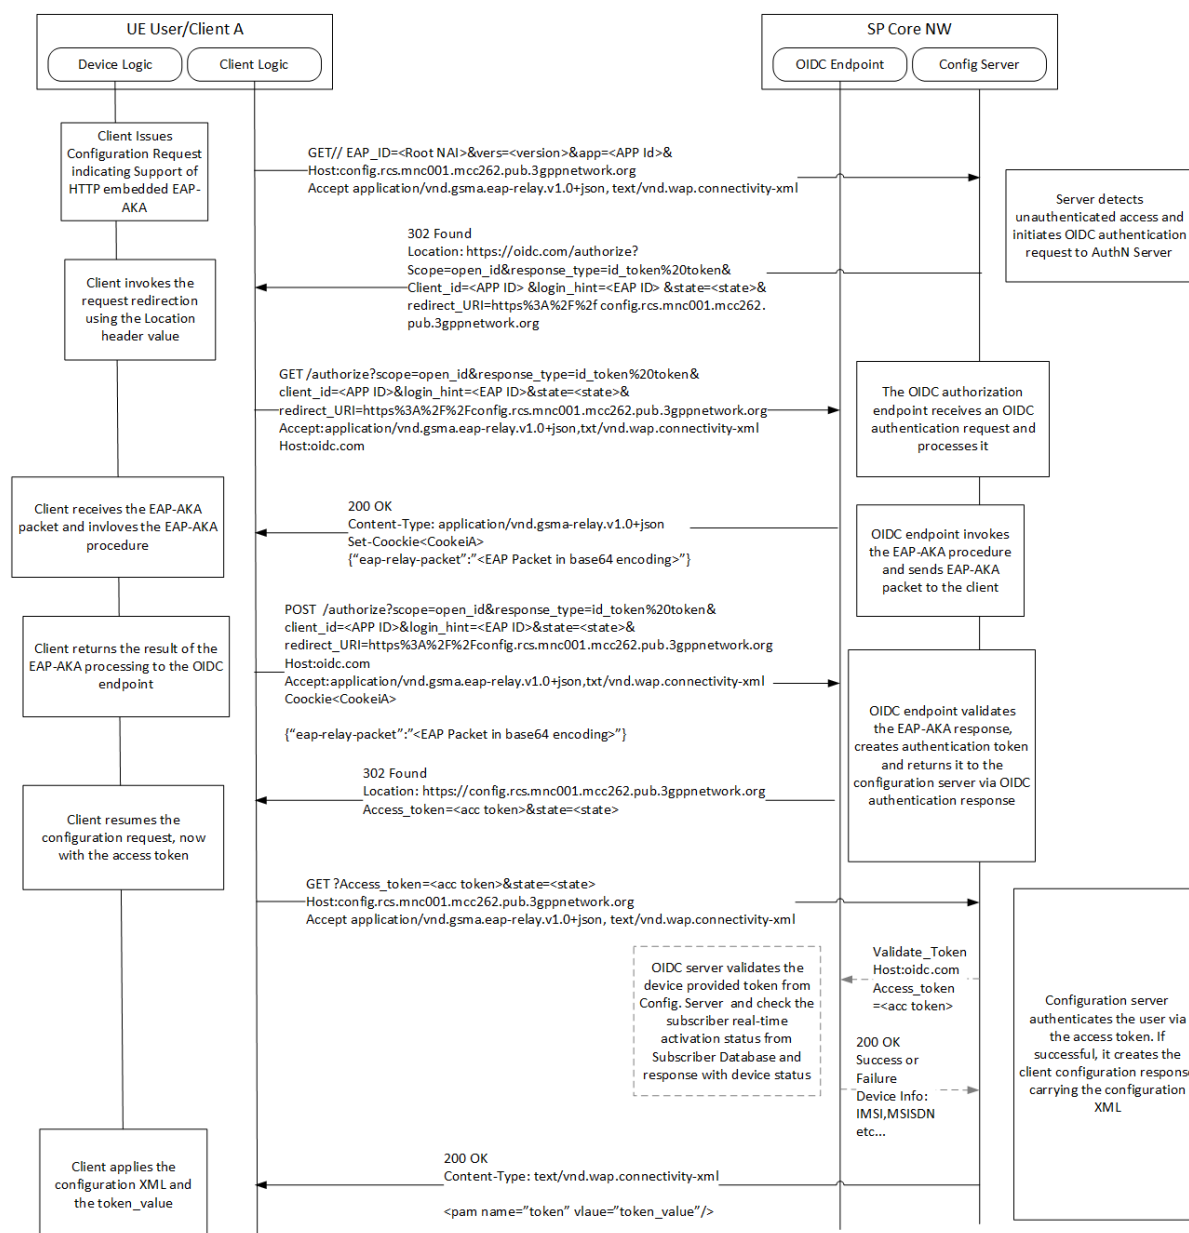 UE User/Client A
SP Core NW
Device Logic
Client Logic
OIDC Endpoint
Config Server
Client Issues
Configuration Request
indicating Support of
HTTP embedded EAP-
AKA
GET// EAP_ID=<Root NAI>&vers=<version>&app=<APP Id>&
Host:config.rcs.mnc001.mcc262.pub.3gppnetwork.org
Accept application/vnd.gsma.eap-relay.v1.0+json, text/vnd.wap.connectivity-xml
Server detects
unauthenticated access and
initiates OIDC authentication
request to AuthN Server
302 Found
Location: https://oidc.com/authorize?
Scope=open_id&response_type=id_token%20token&
Client_id=<APP ID> &login_hint=<EAP ID> &state=<state>&
redirect_URI=https%3A%2F%2f config.rcs.mnc001.mcc262.
pub.3gppnetwork.org
Client invokes the
request redirection
using the Location
header value
GET /authorize?scope=open_id&response_type=id_token%20token&
client_id=<APP ID>&login_hint=<EAP ID>&state=<state>&
redirect_URI=https%3A%2F%2Fconfig.rcs.mnc001.mcc262.pub.3gppnetwork.org
Accept:application/vnd.gsma.eap-relay.v1.0+json,txt/vnd.wap.connectivity-xml
Host:oidc.com
The OIDC authorization
endpoint receives an OIDC
authentication request and
processes it
Client receives the EAP-AKA
packet and invloves the EAP-AKA
procedure
200 OK
Content-Type: application/vnd.gsma-relay.v1.0+json
Set-Coockie<CookeiA>
{“eap-relay-packet”:”<EAP Packet in base64 encoding>”}
OIDC endpoint invokes
the EAP-AKA procedure
and sends EAP-AKA
packet to the client
Client returns the result of the
EAP-AKA processing to the OIDC
endpoint
POST /authorize?scope=open_id&response_type=id_token%20token&
client_id=<APP ID>&login_hint=<EAP ID>&state=<state>&
redirect_URI=https%3A%2F%2Fconfig.rcs.mnc001.mcc262.pub.3gppnetwork.org
Host:oidc.com
Accept:application/vnd.gsma.eap-relay.v1.0+json,txt/vnd.wap.connectivity-xml
Coockie<CookeiA>
{“eap-relay-packet”:”<EAP Packet in base64 encoding>”}
OIDC endpoint validates
the EAP-AKA response,
creates authentication token
and returns it to the
configuration server via OIDC
authentication response
302 Found
Location: https://config.rcs.mnc001.mcc262.pub.3gppnetwork.org
Access_token=<acc token>&state=<state>
Client resumes the
configuration request, now
with the access token
GET ?Access_token=<acc token>&state=<state>
Host:config.rcs.mnc001.mcc262.pub.3gppnetwork.org
Accept application/vnd.gsma.eap-relay.v1.0+json, text/vnd.wap.connectivity-xml
OIDC server validates the
device provided token from
Config. Server and check the
subscriber real-time
activation status from
Subscriber Database and
response with device status
Validate_Token
Host:oidc.com
Access_token
=<acc token>
200 OK
Success or
Failure
Device Info:
IMSI,MSISDN
etc...
Configuration server
authenticates the user via
the access token. If
successful, it creates the
client configuration response
carrying the configuration
XML
Client applies the
configuration XML and
the token_value
200 OK
Content-Type: text/vnd.wap.connectivity-xml
<pam name=”token” vlaue=”token_value”/>